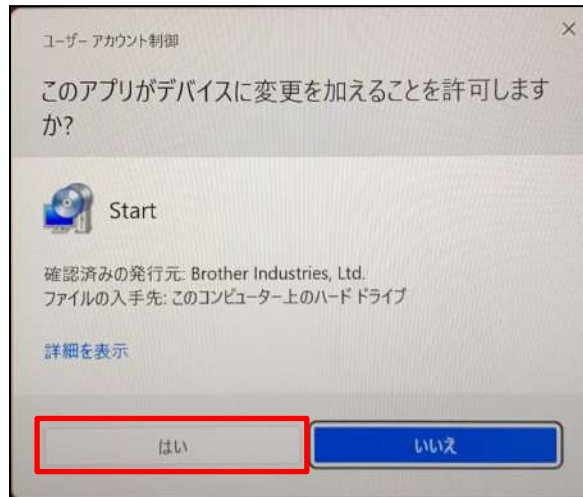 ユーザー アカウント制御
×
このアプリがデバイスに変更を加えることを許可します
か?
Start
確認済みの発行元: Brother Industries, Ltd.
ファイルの入手先: このコンピューター上のハード ドライブ
詳細を表示
はい
いいえ